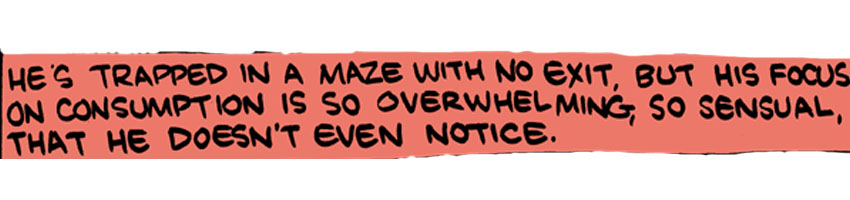 HE'S TRAPPED IN A MAZE WITH NO EXIT, BUT HIS FOCUS
ON CONSUMPTION IS SO OVERWHELMING, SO SENSUAL,
THAT HE DOESN'T EVEN NOTICE.